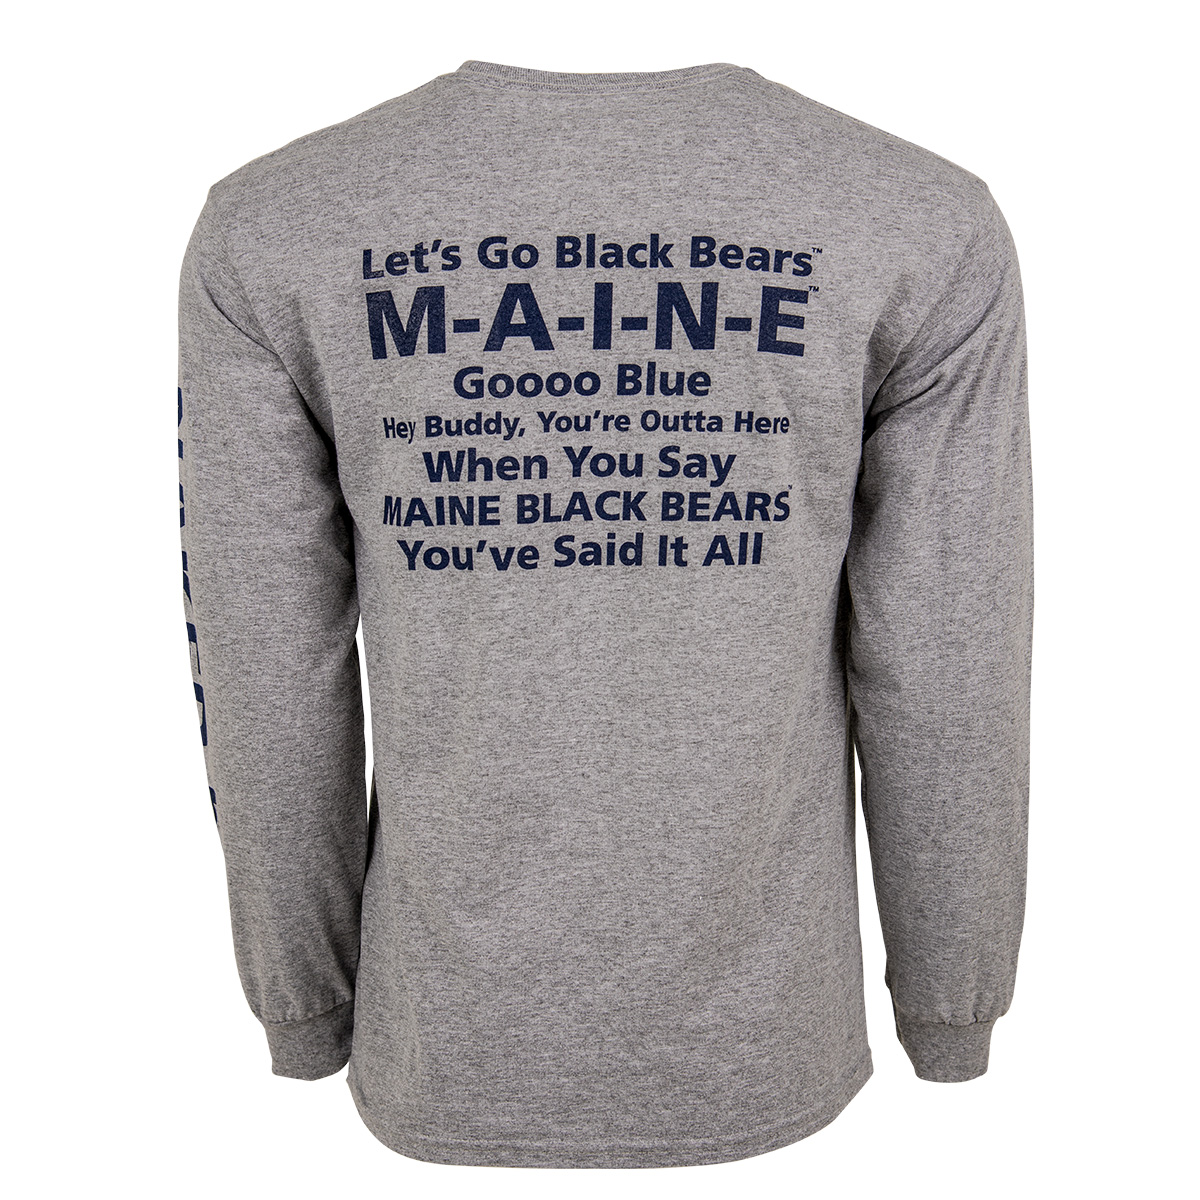 Let's Go Black Bears™
M-A-I-N-E™
Goooo Blue
Hey Buddy, You're Outta Here
When You Say
MAINE BLACK BEARS™
You've Said It All